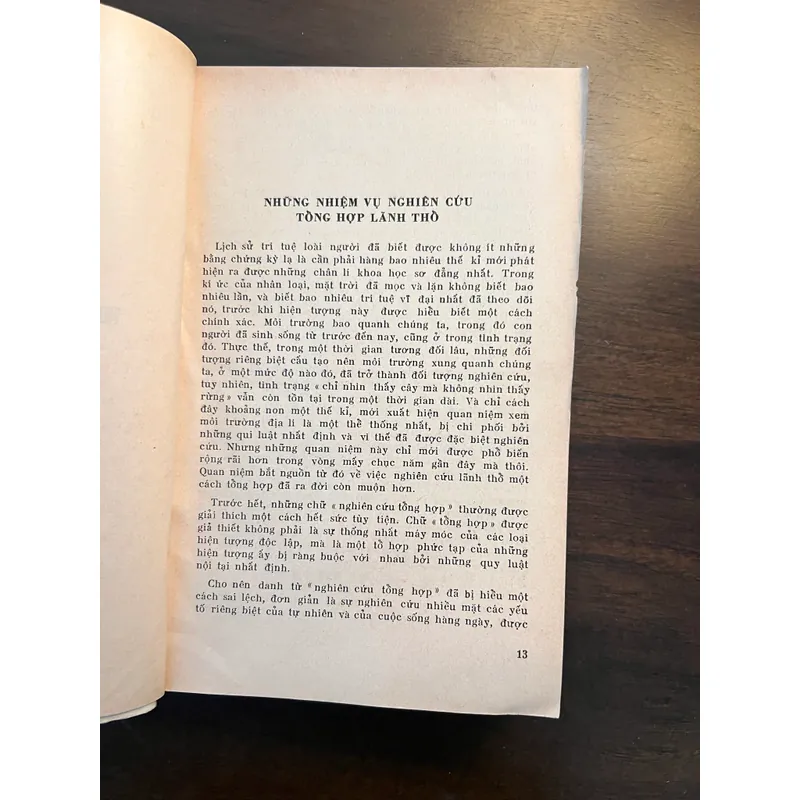 NHỮNG NHIỆM VỤ NGHIÊN CỨU
TỔNG HỢP LÃNH THỔ
Lịch sử trí tuệ loài người đã biết được không ít những
bằng chứng kỳ lạ là cần phải hàng bao nhiêu thế kỉ mới phát
hiện ra được những chân lí khoa học sơ đẳng nhất. Trong
kí ức của nhân loại, mặt trời đã mọc và lặn không biết bao
nhiêu lần, và biết bao nhiêu trí tuệ vĩ đại nhất đã theo dõi
nó, trước khi hiện tượng này được hiểu biết một cách
chính xác. Môi trường bao quanh chúng ta, trong đó con
người đã sinh sống từ trước đến nay, cũng ở trong tình trạng
đó. Thực thế, trong một thời gian tương đối lâu, những đối
tượng riêng biệt cấu tạo nên môi trường xung quanh chúng
ta, ở một mức độ nào đó, đã trở thành đối tượng nghiên cứu,
tuy nhiên, tình trạng « chỉ nhìn thấy cây mà không nhìn thấy
rừng » vẫn còn tồn tại trong một thời gian dài. Và chỉ cách
đây khoảng non một thế kỉ, mới xuất hiện quan niệm xem
môi trường địa lí là một thể thống nhất, bị chi phối bởi
những qui luật nhất định và vì thế đã được đặc biệt nghiên
cứu. Nhưng những quan niệm này chỉ mới được phổ biến
rộng rãi hơn trong vòng mấy chục năm gần đây mà thôi.
Quan niệm bắt nguồn từ đó về việc nghiên cứu lãnh thổ một
cách tổng hợp đã ra đời còn muộn hơn.
Trước hết, những chữ « nghiên cứu tổng hợp » thường được
giải thích một cách hết sức tùy tiện. Chữ « tổng hợp » được
giả thiết không phải là sự thống nhất máy móc của các loại
hiện tượng độc lập, mà là một tổ hợp phức tạp của những
hiện tượng ấy bị ràng buộc với nhau bởi những quy luật
nội tại nhất định.
Cho nên danh từ « nghiên cứu tổng hợp » đã bị hiểu một
cách sai lệch, đơn giản là sự nghiên cứu nhiều mặt các yếu
tố riêng biệt của tự nhiên và của cuộc sống hàng ngày, được
13